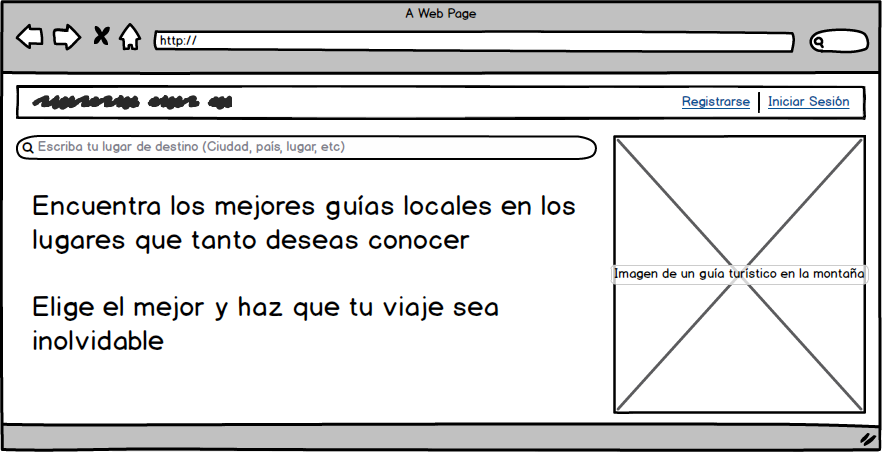 A Web Page
http://
Registrarse
Iniciar Sesión
Escriba tu lugar de destino (Ciudad, país, lugar, etc)
Encuentra los mejores guías locales en los
lugares que tanto deseas conocer
Elige el mejor y haz que tu viaje sea
inolvidable
Imagen de un guía turístico en la montaña